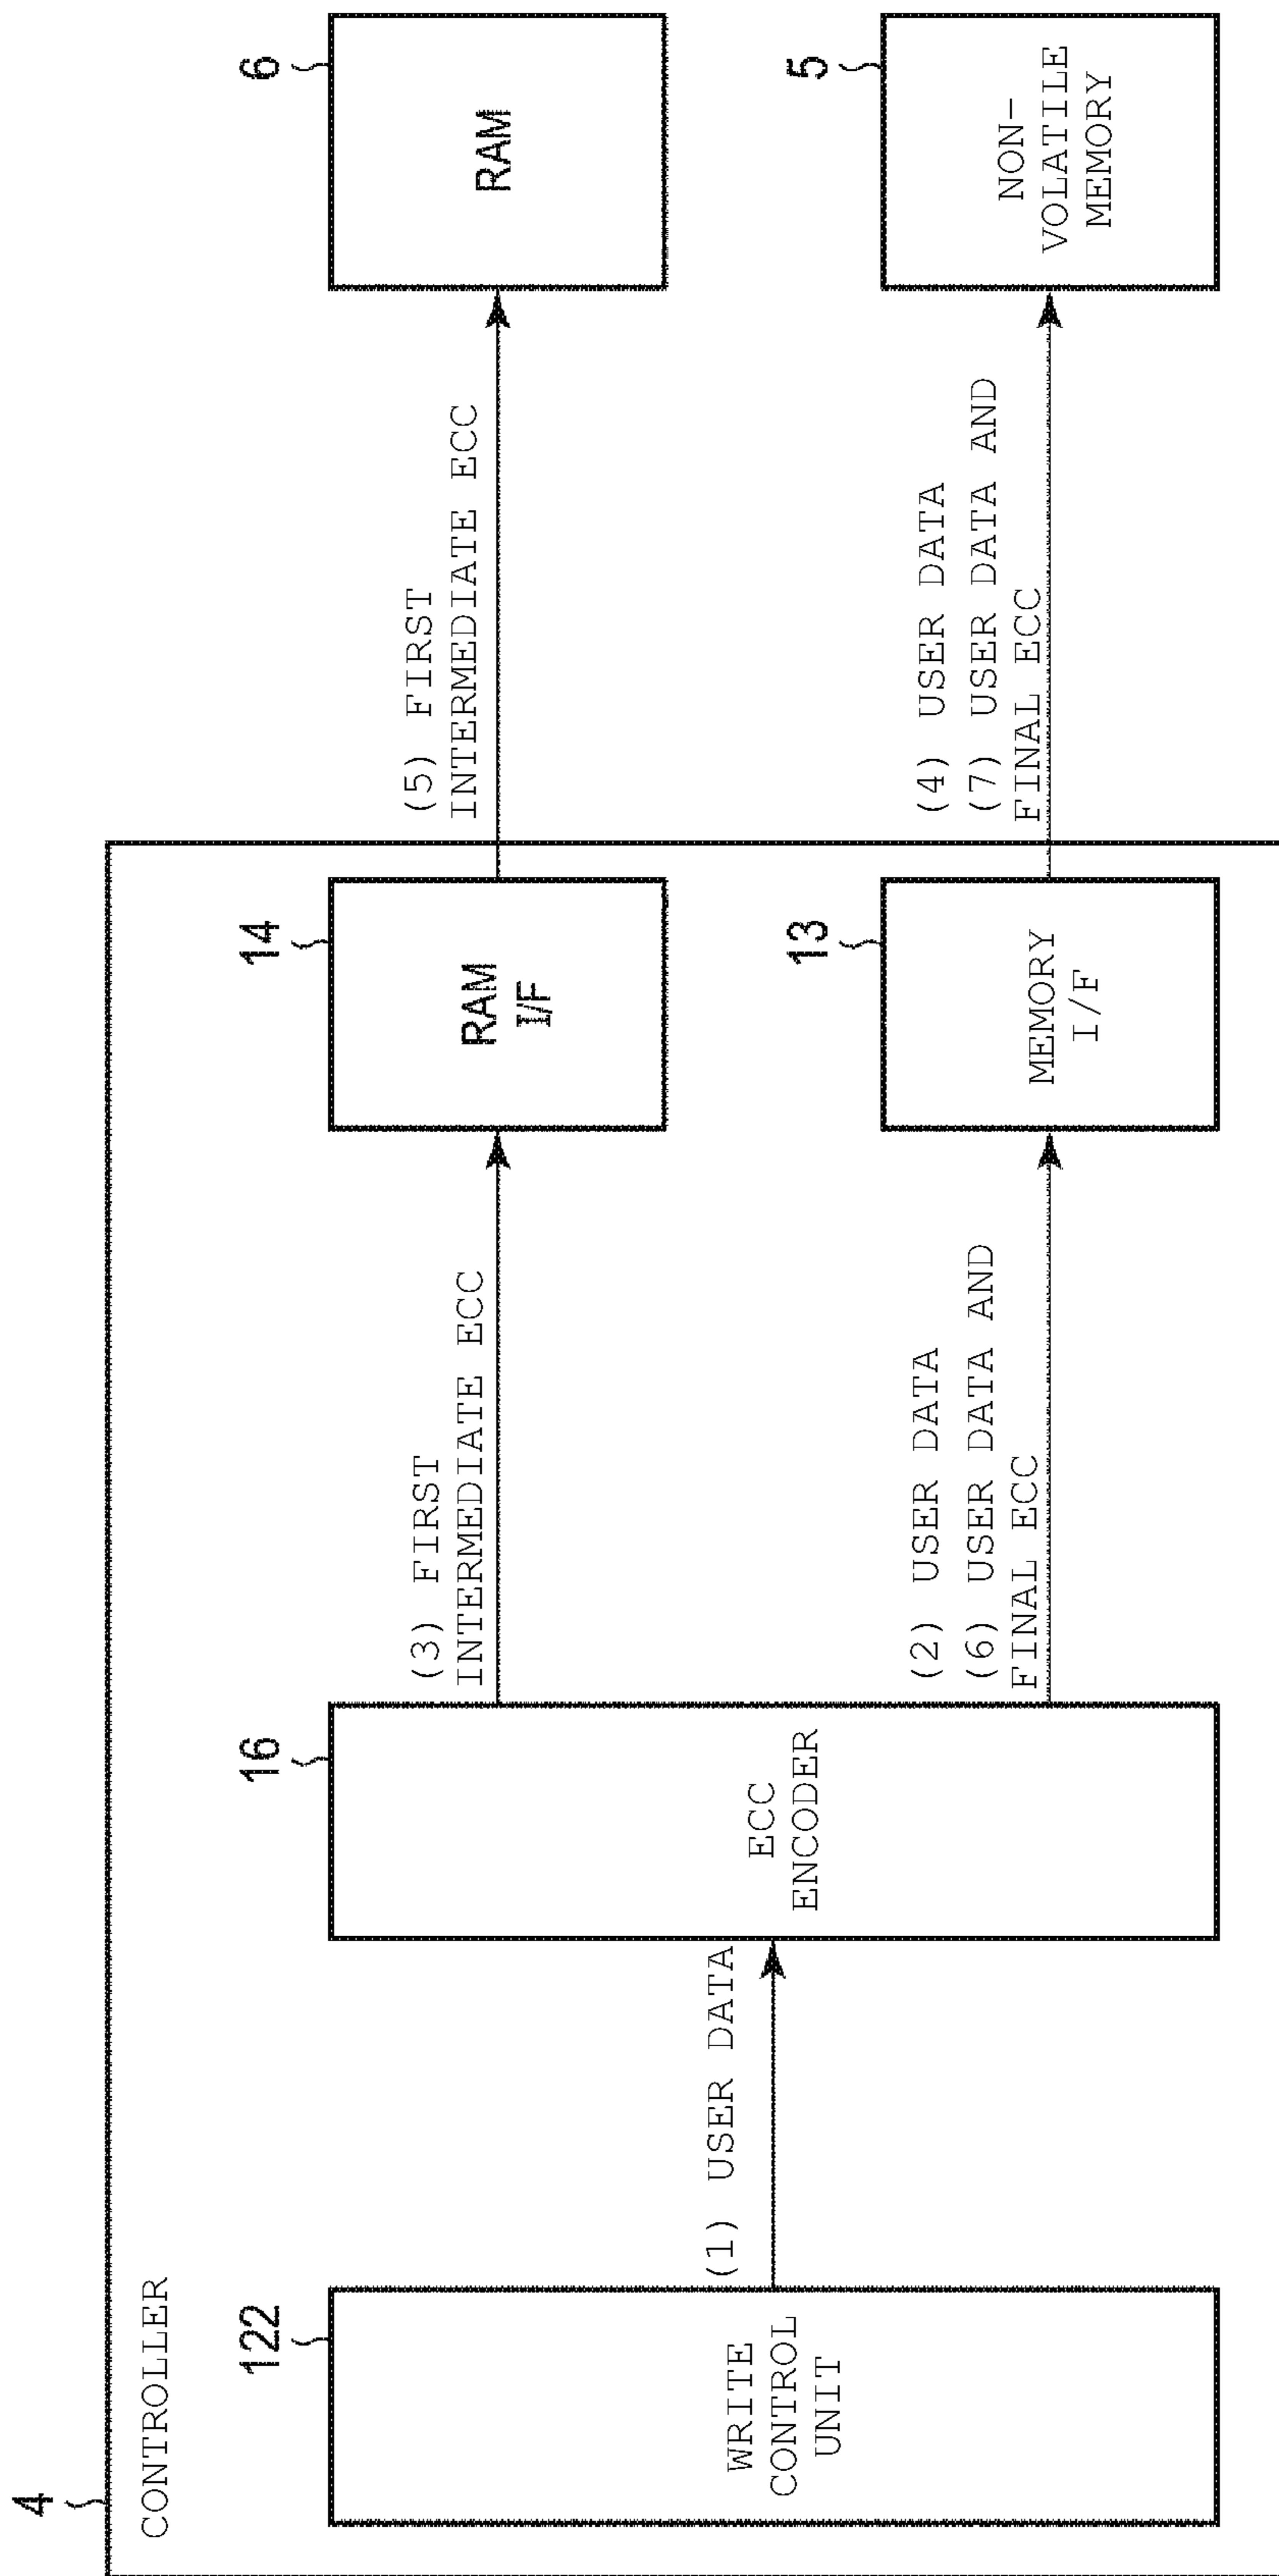 4
CONTROLLER
122
WRITE
CONTROL
UNIT
(1) USER DATA
16
ECC
ENCODER
(3) FIRST
INTERMEDIATE ECC
(2) USER DATA
(6) USER DATA AND
FINAL ECC
14
RAM
I/F
13
MEMORY
I/F
(5) FIRST
INTERMEDIATE ECC
(4) USER DATA
(7) USER DATA AND
FINAL ECC
6
RAM
5
NON-
VOLATILE
MEMORY